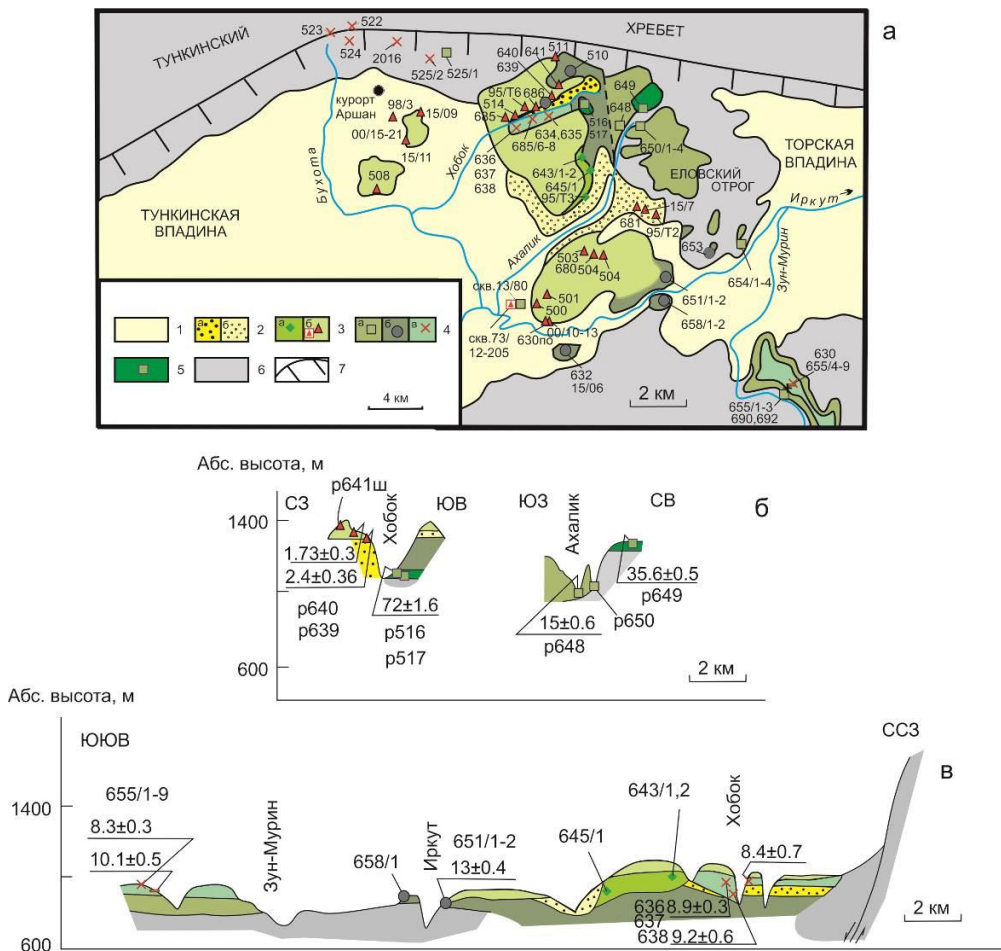 а
ТУНКИНСКИЙ
ХРЕБЕТ
523
522
524
2016
525/2
525/1
640
639
641
511
510
курорт
Аршан
98/3
15/09
00/15-21
15/11
508
514
635
95/Т6
686
634, 635
685/6-8
636
637
638
516
517
649
648
650/1-4
643/1-2
645/1
95/Т3
ЕЛОВСКИЙ
ОТРОГ
ТОРСКАЯ
ВПАДИНА
Иркут
Бухота
Хобок
ТУНКИНСКАЯ
ВПАДИНА
Ахалик
15/7
681
95/Т2
653
654/1-4
Зун-Мурин
503
680
504
504
скв.13/80
501
500
651/1-2
658/1-2
скв.73/
12-205
630по
00/10-13
632
15/06
2 км
630
655/4-9
655/1-3
690,692
1
а
б
2
а
б
3
а
б
в
4
5
6
7
4 км
Абс. высота, м
б
СЗ
р641ш
Хобок
ЮВ
ЮЗ
Ахалик
СВ
1400
1.73±0.3
2.4±0.36
р640
р639
72±1.6
р516
р517
35.6±0.5
р649
р650
15±0.6
р648
600
2 км
Абс. высота, м
в
ЮЮВ
ССЗ
1400
655/1-9
8.3±0.3
10.1±0.5
Зун-Мурин
658/1
Иркут
651/1-2
13±0.4
645/1
643/1,2
Хобок
8.4±0.7
636
8.9±0.3
637
638
9.2±0.6
600
2 км